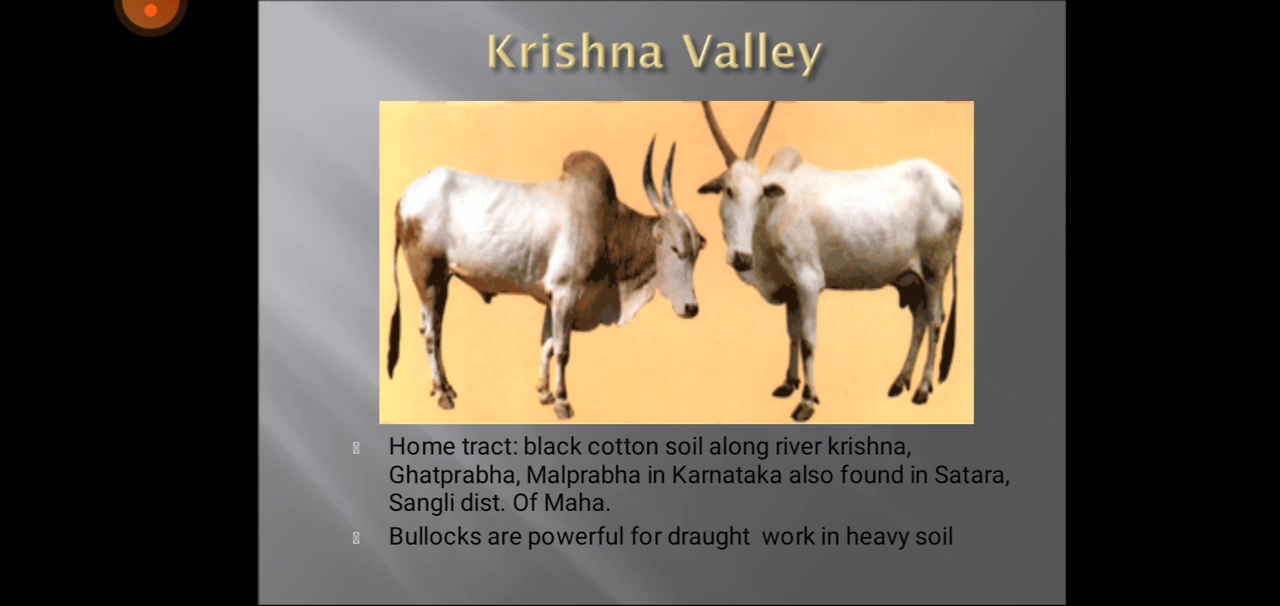 Krishna Valley
Home tract: black cotton soil along river krishna,
Ghatprabha, Malprabha in Karnataka also found in Satara,
Sangli dist. Of Maha.
Bullocks are powerful for draught  work in heavy soil